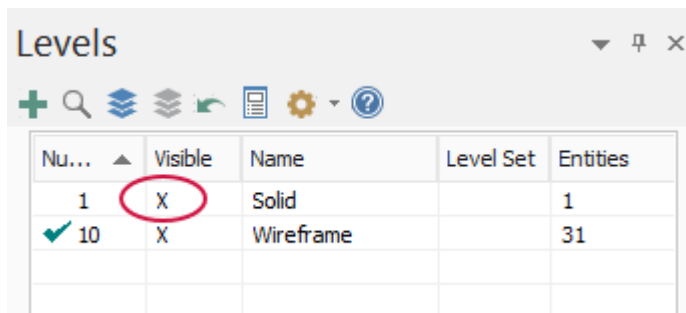 Levels
Nu... Visible Name Level Set Entities
1 X Solid 1
10 X Wireframe 31